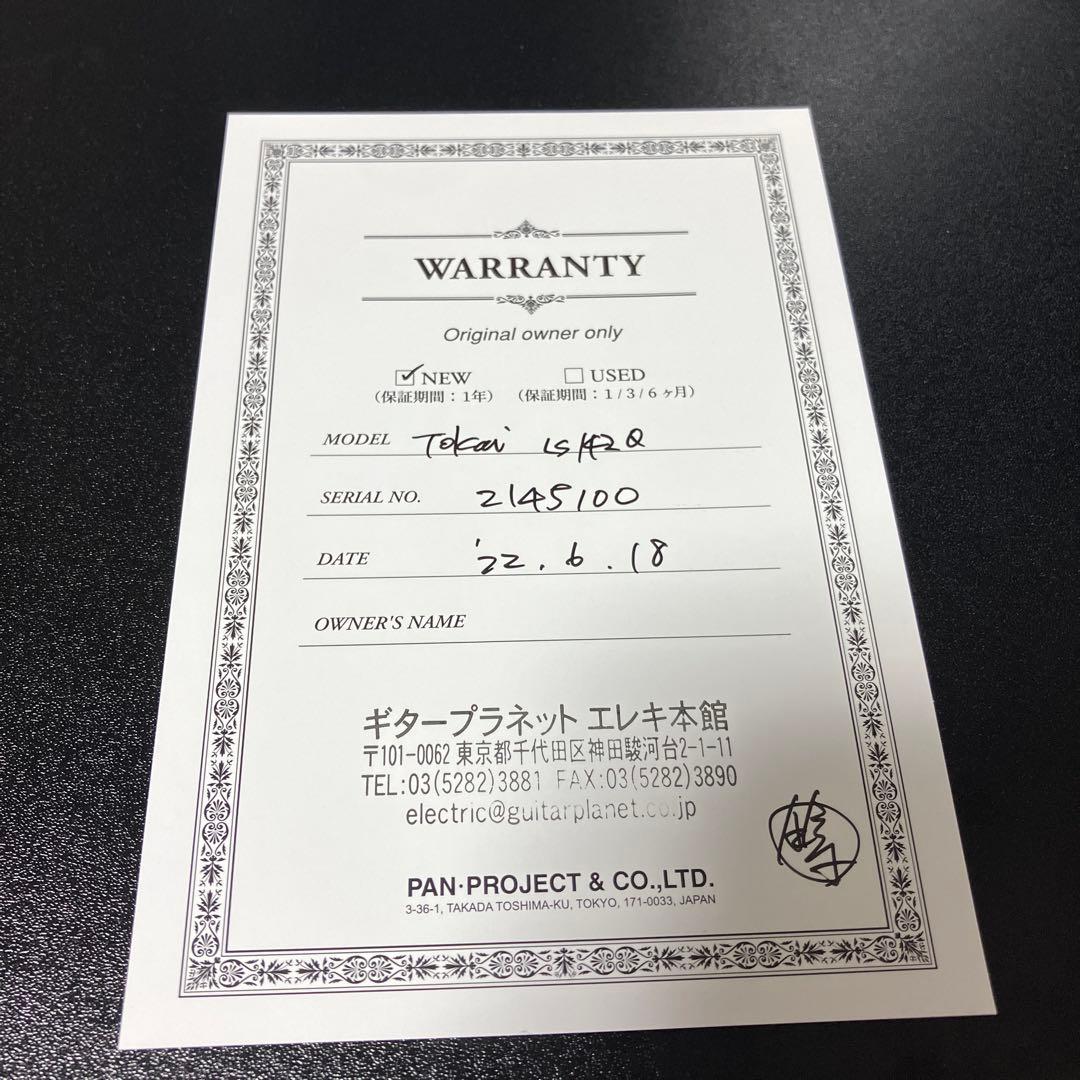 WARRANTY
Original owner only
NEW USED
(保証期間：1年) (保証期間：1/3/6ヶ月)
MODEL Tokai LS142Q
SERIAL NO. 2145100
DATE '22.6.18
OWNER'S NAME
ギタープラネット エレキ本館
〒101-0062 東京都千代田区神田駿河台2-1-11
TEL:03(5282)3881 FAX:03(5282)3890
electric@guitarplanet.co.jp
PAN·PROJECT & CO.,LTD.
3-36-1, TAKADA TOSHIMA-KU, TOKYO, 171-0033, JAPAN